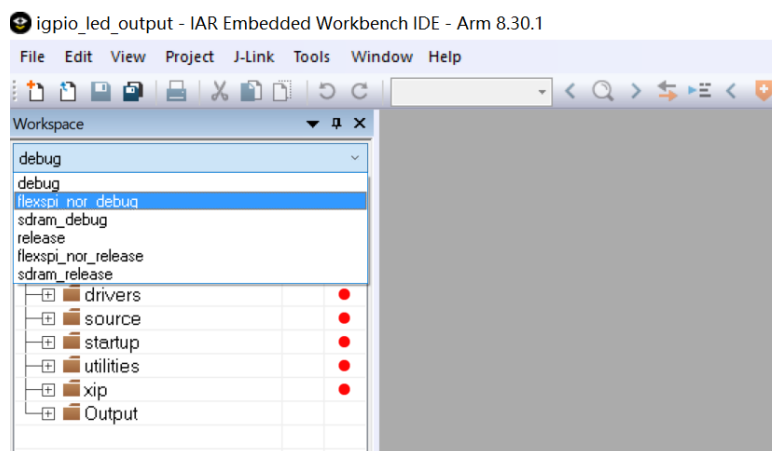 igpio_led_output - IAR Embedded Workbench IDE - Arm 8.30.1
File Edit View Project J-Link Tools Window Help
Workspace
debug
debug
flexspi_nor_debug
sdram_debug
release
flexspi_nor_release
sdram_release
drivers
source
startup
utilities
xip
Output